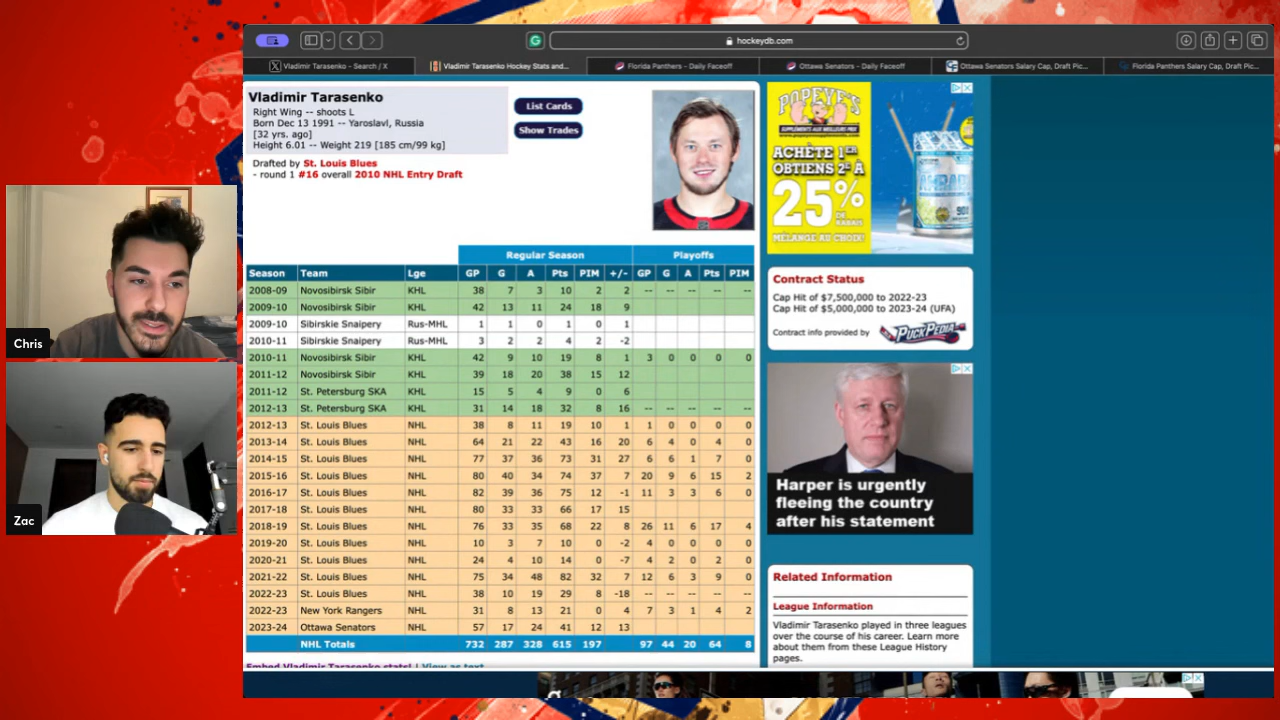 hockeydb.com
Vladimir Tarasenko - Search / X
Vladimir Tarasenko Hockey Stats and...
Florida Panthers - Daily Faceoff
Ottawa Senators - Daily Faceoff
Ottawa Senators Salary Cap, Draft Pic...
Florida Panthers Salary Cap, Draft Pic...
Vladimir Tarasenko
Right Wing -- shoots L
Born Dec 13 1991 -- Yaroslavl, Russia
[32 yrs. ago]
Height 6.01 -- Weight 219 [185 cm/99 kg]
List Cards
Show Trades
Drafted by St. Louis Blues
- round 1 #16 overall 2010 NHL Entry Draft
Regular Season Playoffs
Season Team Lge GP G A Pts PIM +/- GP G A Pts PIM
2008-09 Novosibirsk Sibir KHL 38 7 3 10 2 2 -- -- -- -- --
2009-10 Novosibirsk Sibir KHL 42 13 11 24 18 9
2009-10 Sibirskie Snaipery Rus-MHL 1 1 0 1 0 1
2010-11 Sibirskie Snaipery Rus-MHL 3 2 2 4 2 -2
2010-11 Novosibirsk Sibir KHL 42 9 10 19 8 1 3 0 0 0 0
2011-12 Novosibirsk Sibir KHL 39 18 20 38 15 12
2011-12 St. Petersburg SKA KHL 15 5 4 9 0 6
2012-13 St. Petersburg SKA KHL 31 14 18 32 8 16 -- -- -- -- --
2012-13 St. Louis Blues NHL 38 8 11 19 10 1 1 0 0 0 0
2013-14 St. Louis Blues NHL 64 21 22 43 16 20 6 4 0 4 0
2014-15 St. Louis Blues NHL 77 37 36 73 31 27 6 6 1 7 0
2015-16 St. Louis Blues NHL 80 40 34 74 37 7 20 9 6 15 2
2016-17 St. Louis Blues NHL 82 39 36 75 12 -1 11 3 3 6 0
2017-18 St. Louis Blues NHL 80 33 33 66 17 15
2018-19 St. Louis Blues NHL 76 33 35 68 22 8 26 11 6 17 4
2019-20 St. Louis Blues NHL 10 3 7 10 0 -2 4 0 0 0 0
2020-21 St. Louis Blues NHL 24 4 10 14 0 -7 4 2 0 2 0
2021-22 St. Louis Blues NHL 75 34 48 82 32 7 12 6 3 9 0
2022-23 St. Louis Blues NHL 38 10 19 29 8 -18 -- -- -- -- --
2022-23 New York Rangers NHL 31 8 13 21 0 4 7 3 1 4 2
2023-24 Ottawa Senators NHL 57 17 24 41 12 13
NHL Totals 732 287 328 615 197 97 44 20 64 8
Embed Vladimir Tarasenko stats! | View as text
POPEYE'S
SUPPLEMENTS
ACHÈTE 1ER
OBTIENS 2E À
25%
DE
RABAIS
MÉLANGE AU CHOIX!
Contract Status
Cap Hit of $7,500,000 to 2022-23
Cap Hit of $5,000,000 to 2023-24 (UFA)
Contract info provided by
PUCKPEDIA
Harper is urgently
fleeing the country
after his statement
Related Information
League Information
Vladimir Tarasenko played in three leagues
over the course of his career. Learn more
about them from these League History
pages.
Chris
Zac